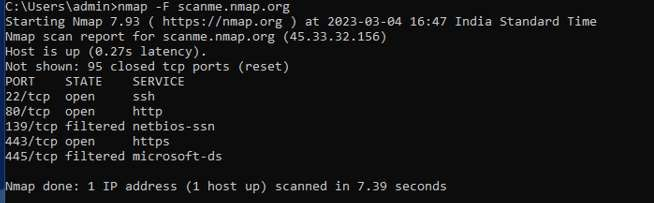 C:\Users\admin>nmap -F scanme.nmap.org
Starting Nmap 7.93 ( https://nmap.org ) at 2023-03-04 16:47 India Standard Time
Nmap scan report for scanme.nmap.org (45.33.32.156)
Host is up (0.27s latency).
Not shown: 95 closed tcp ports (reset)
PORT    STATE    SERVICE
22/tcp  open     ssh
80/tcp  open     http
139/tcp filtered netbios-ssn
443/tcp open     https
445/tcp filtered microsoft-ds
Nmap done: 1 IP address (1 host up) scanned in 7.39 seconds